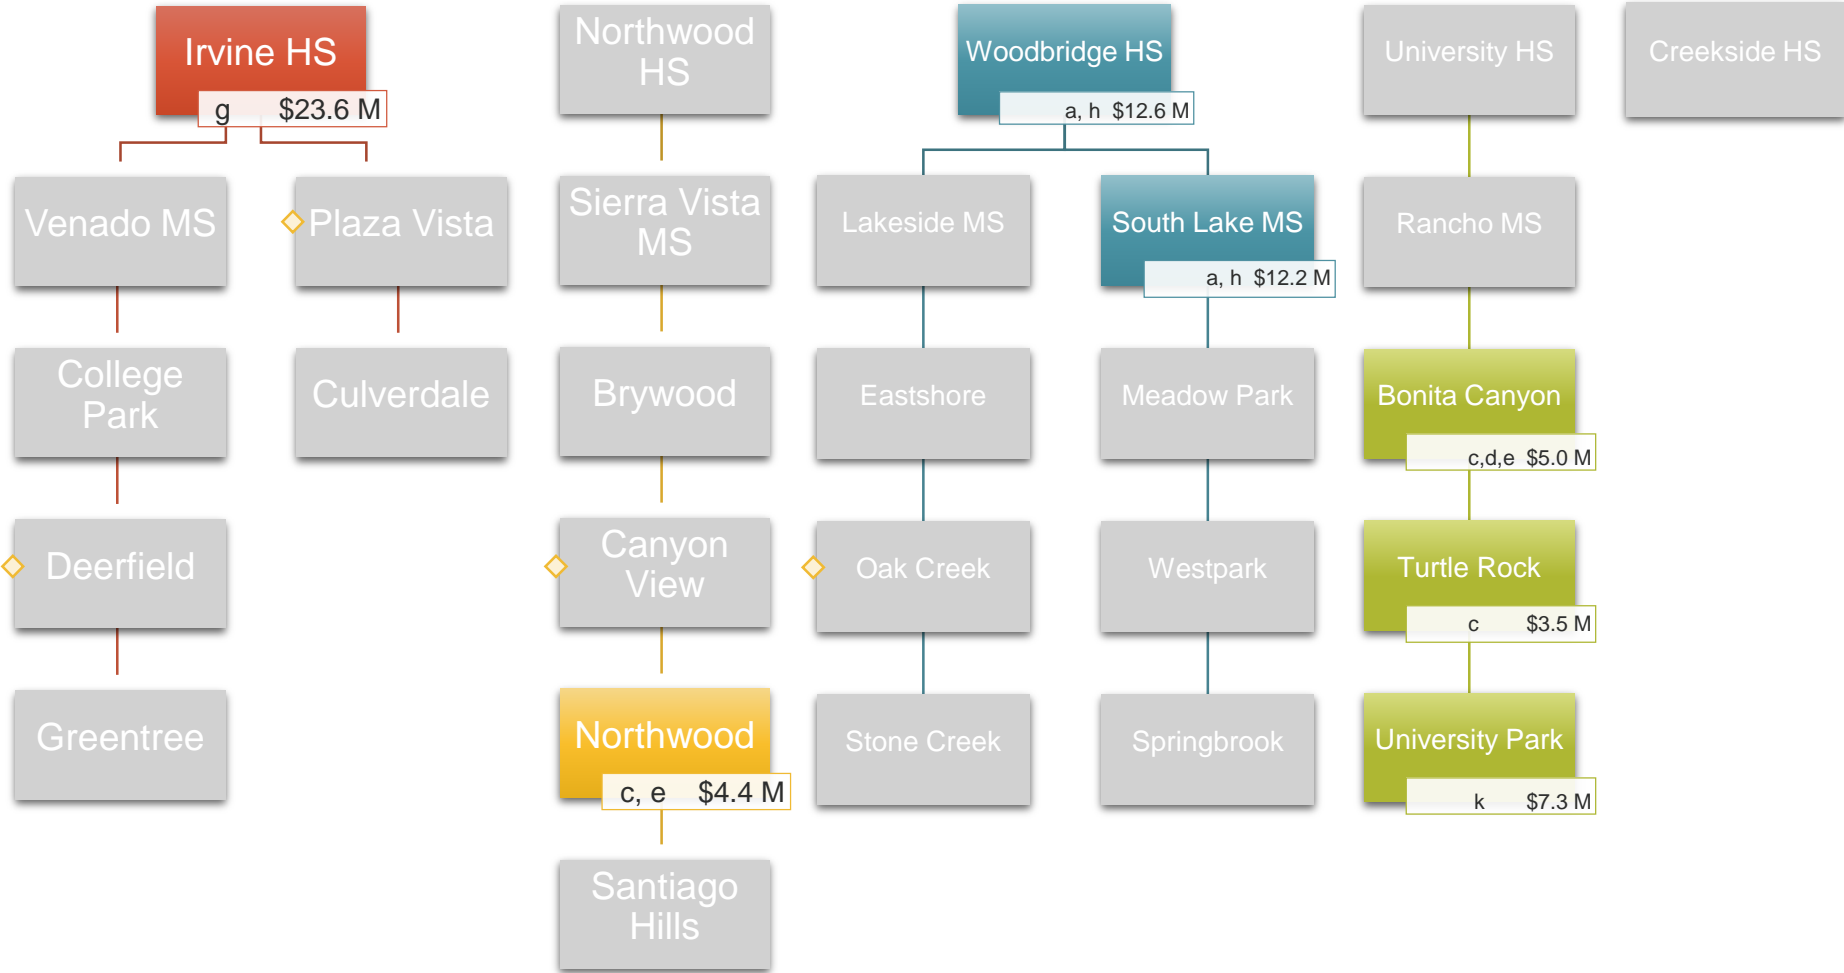 Irvine HS
g $23.6 M
Northwood
HS
Woodbridge HS
a, h $12.6 M
University HS
Creekside HS
Venado MS
Plaza Vista
Sierra Vista
MS
Lakeside MS
South Lake MS
a, h $12.2 M
Rancho MS
College
Park
Culverdale
Brywood
Eastshore
Meadow Park
Bonita Canyon
c,d,e $5.0 M
Deerfield
Canyon
View
Oak Creek
Westpark
Turtle Rock
c $3.5 M
Greentree
Northwood
c, e $4.4 M
Stone Creek
Springbrook
University Park
k $7.3 M
Santiago
Hills